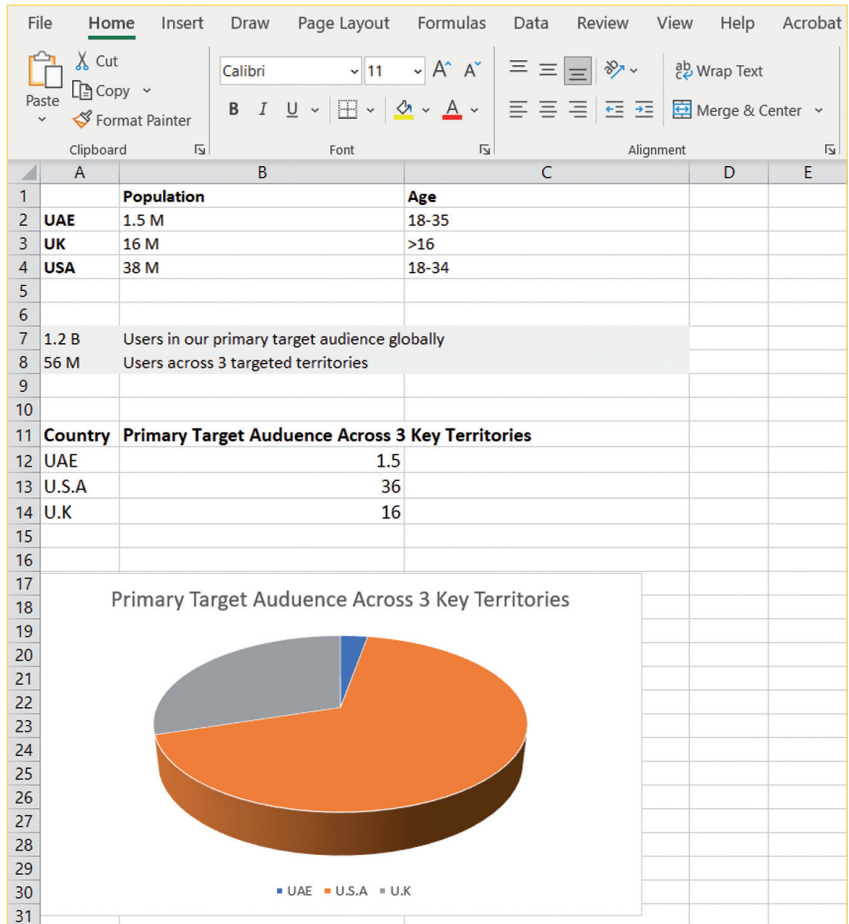 File Home Insert Draw Page Layout Formulas Data Review View Help Acrobat
Cut
Calibri 11 A^ Aˇ ab Wrap Text
Paste Copy
B I U A Merge & Center
Format Painter
Clipboard Font Alignment
A B C D E
1 Population Age
2 UAE 1.5 M 18-35
3 UK 16 M >16
4 USA 38 M 18-34
5
6
7 1.2 B Users in our primary target audience globally
8 56 M Users across 3 targeted territories
9
10
11 Country Primary Target Auduence Across 3 Key Territories
12 UAE 1.5
13 U.S.A 36
14 U.K 16
15
16
17
Primary Target Auduence Across 3 Key Territories
18
19
20
21
22
23
24
25
26
27
28
29
30 UAE U.S.A U.K
31